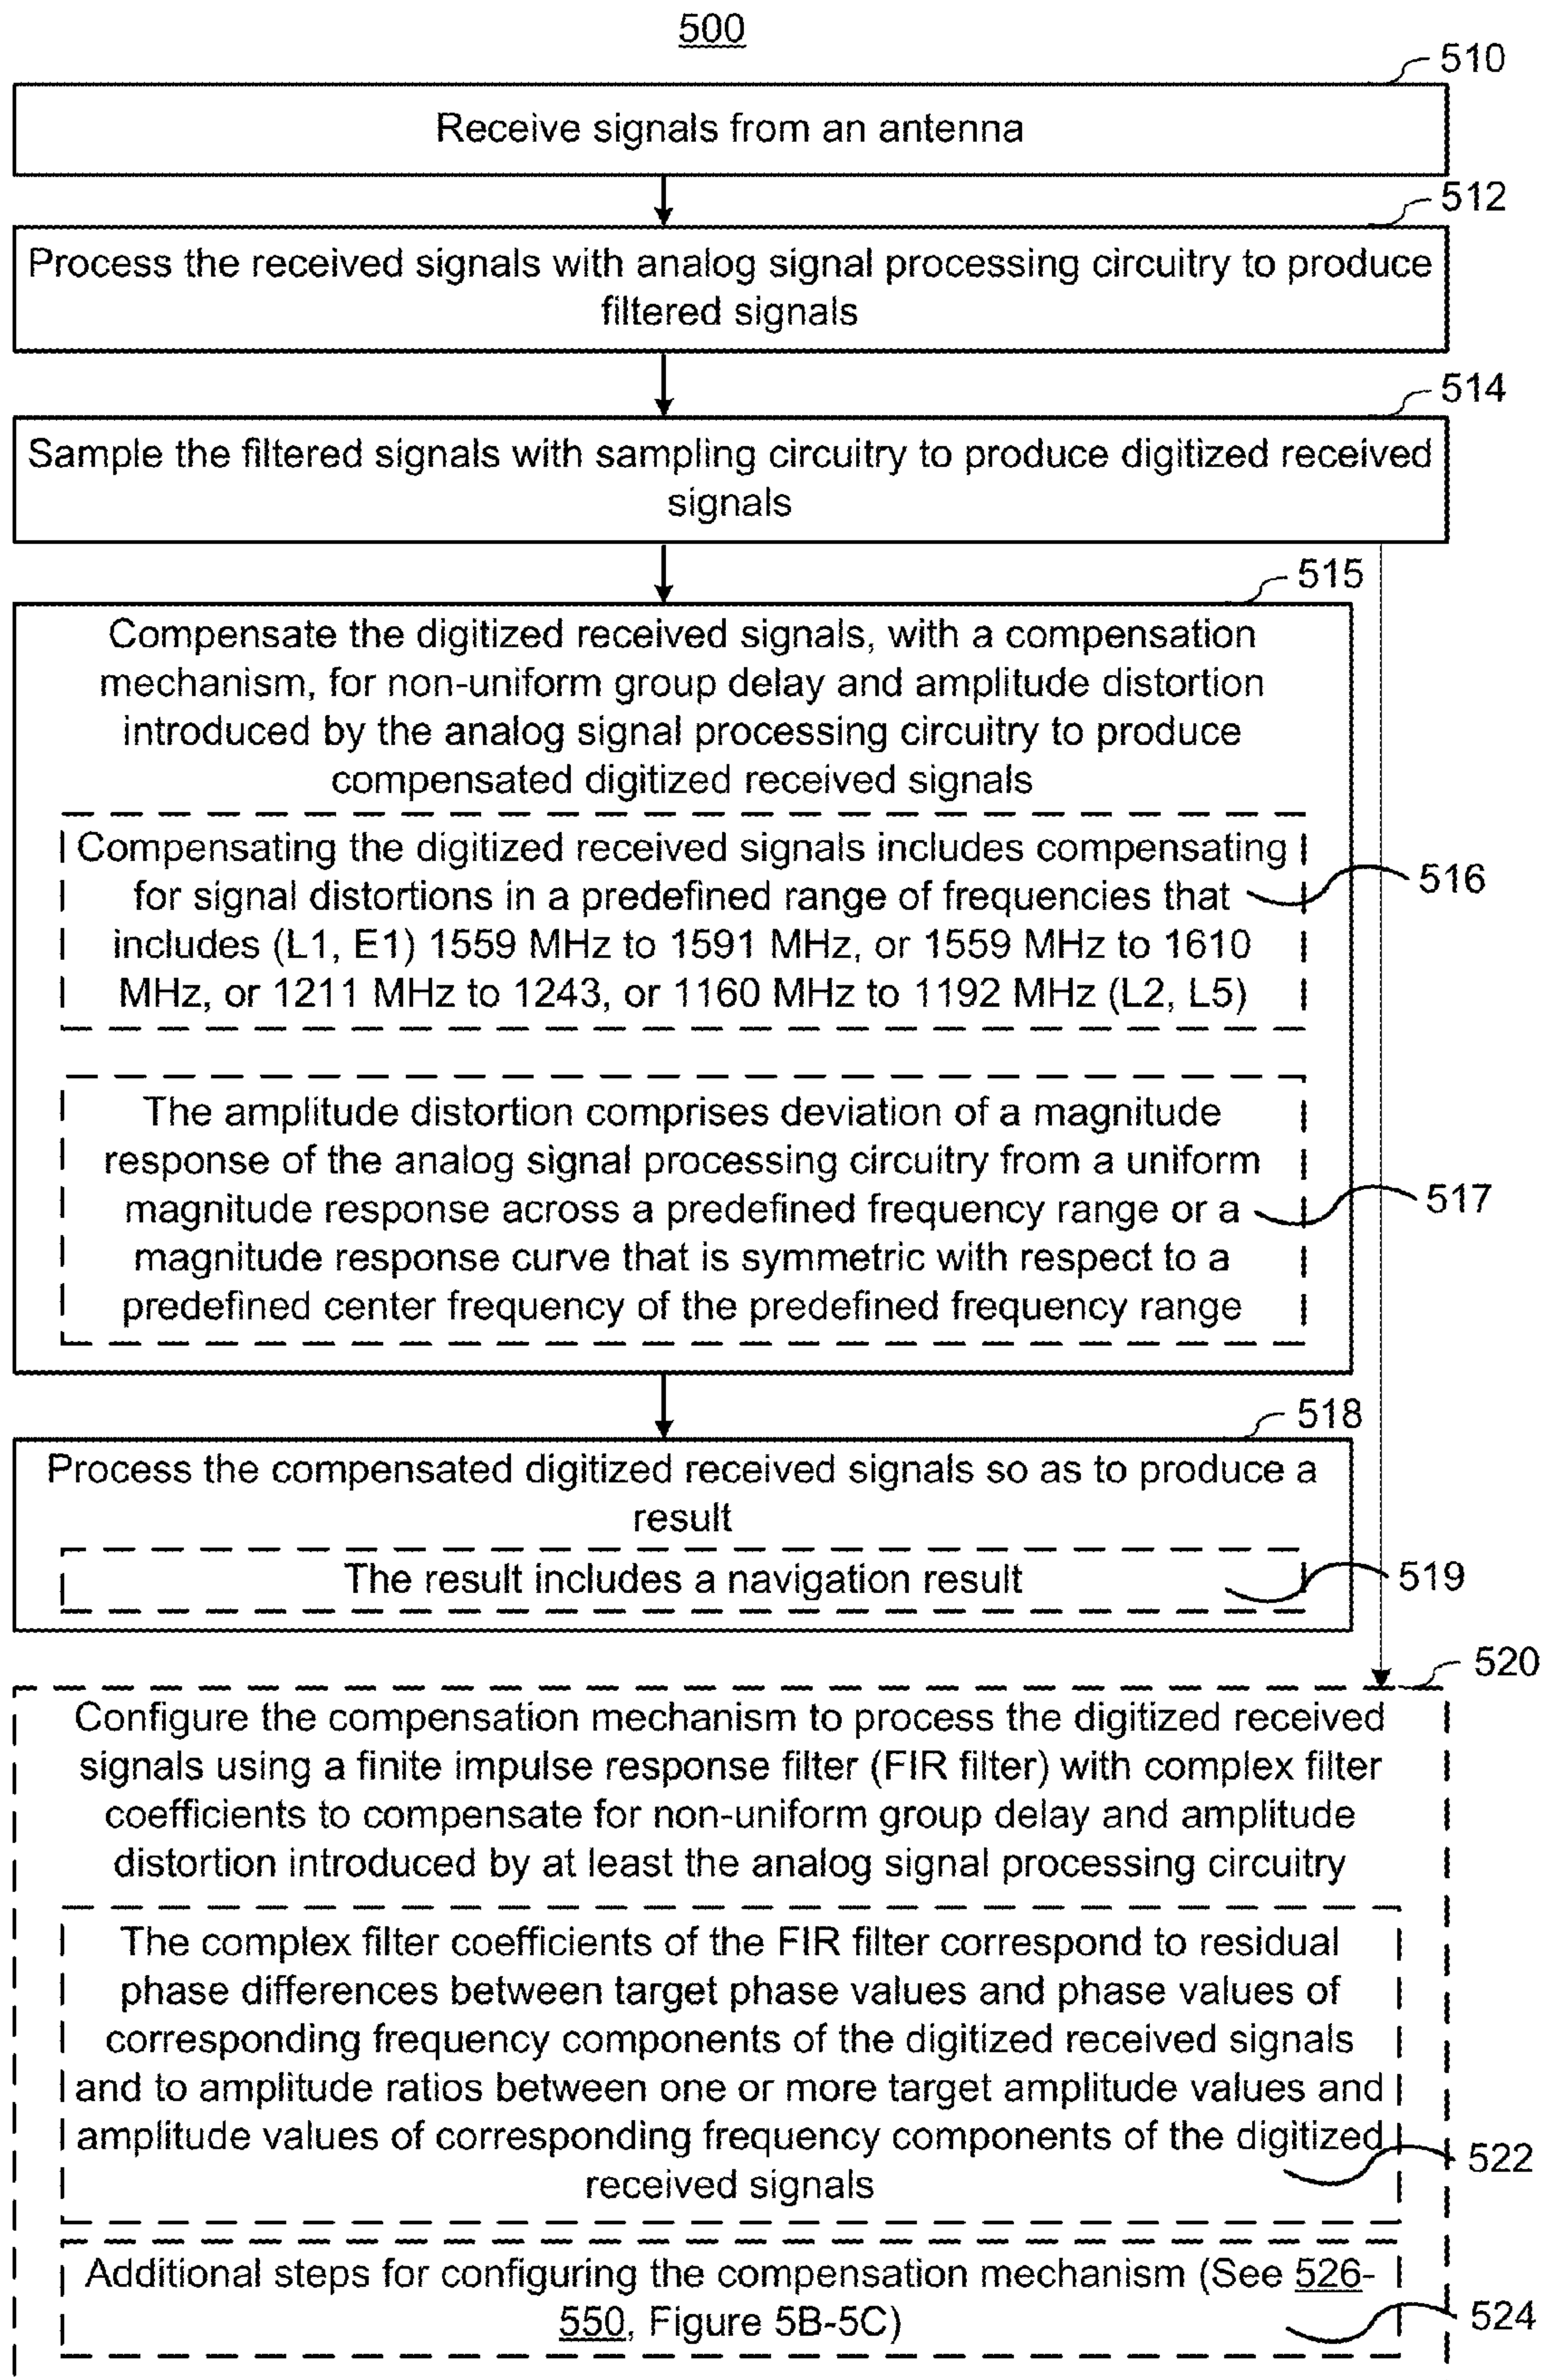 500
510
Receive signals from an antenna
512
Process the received signals with analog signal processing circuitry to produce
filtered signals
514
Sample the filtered signals with sampling circuitry to produce digitized received
signals
515
Compensate the digitized received signals, with a compensation
mechanism, for non-uniform group delay and amplitude distortion
introduced by the analog signal processing circuitry to produce
compensated digitized received signals
Compensating the digitized received signals includes compensating
for signal distortions in a predefined range of frequencies that
includes (L1, E1) 1559 MHz to 1591 MHz, or 1559 MHz to 1610
MHz, or 1211 MHz to 1243, or 1160 MHz to 1192 MHz (L2, L5)
516
The amplitude distortion comprises deviation of a magnitude
response of the analog signal processing circuitry from a uniform
magnitude response across a predefined frequency range or a
magnitude response curve that is symmetric with respect to a
predefined center frequency of the predefined frequency range
517
518
Process the compensated digitized received signals so as to produce a
result
The result includes a navigation result
519
520
Configure the compensation mechanism to process the digitized received
signals using a finite impulse response filter (FIR filter) with complex filter
coefficients to compensate for non-uniform group delay and amplitude
distortion introduced by at least the analog signal processing circuitry
The complex filter coefficients of the FIR filter correspond to residual
phase differences between target phase values and phase values of
corresponding frequency components of the digitized received signals
and to amplitude ratios between one or more target amplitude values and
amplitude values of corresponding frequency components of the digitized
received signals
522
Additional steps for configuring the compensation mechanism (See 526-
550, Figure 5B-5C)
524